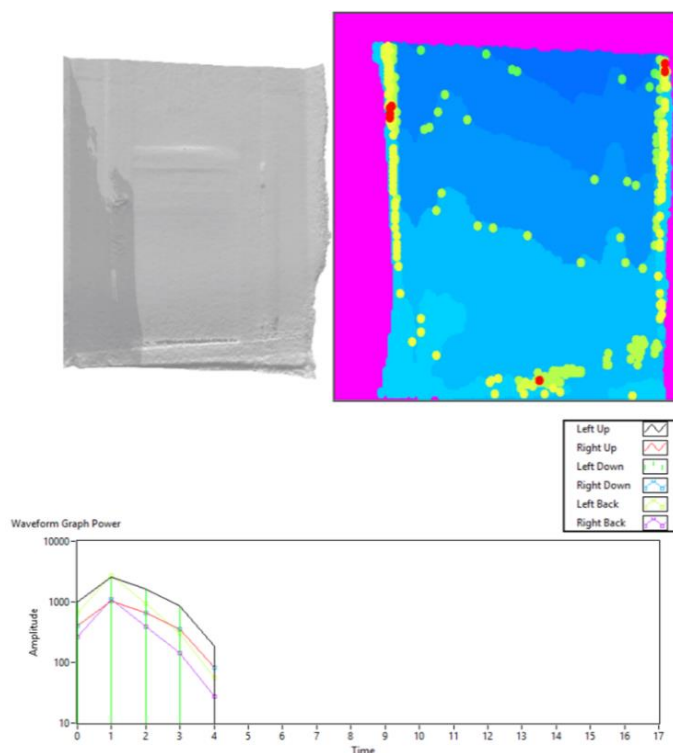 Left Up
Right Up
Left Down
Right Down
Left Back
Right Back
Waveform Graph Power
10000
1000
100
10
Amplitude
0 1 2 3 4 5 6 7 8 9 10 11 12 13 14 15 16 17
Time